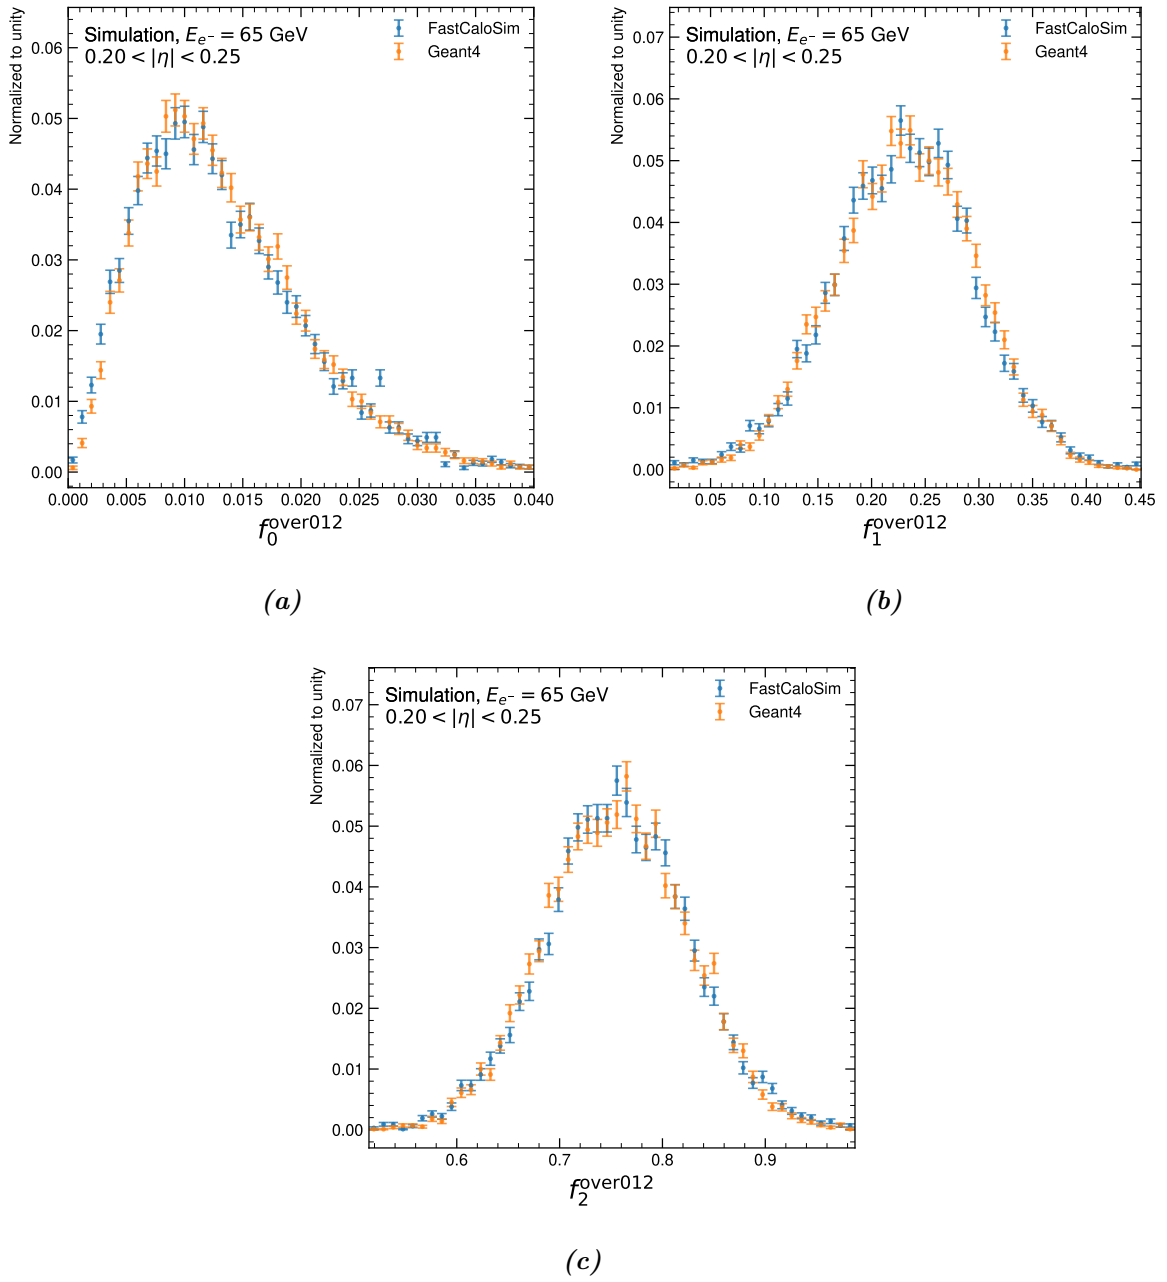 Normalized to unity
Simulation, E_e− = 65 GeV
0.20 < |η| < 0.25
FastCaloSim
Geant4
0.06
0.05
0.04
0.03
0.02
0.01
0.00
0.000 0.005 0.010 0.015 0.020 0.025 0.030 0.035 0.040
f_0^over012
(a)
Normalized to unity
Simulation, E_e− = 65 GeV
0.20 < |η| < 0.25
FastCaloSim
Geant4
0.07
0.06
0.05
0.04
0.03
0.02
0.01
0.00
0.05 0.10 0.15 0.20 0.25 0.30 0.35 0.40 0.45
f_1^over012
(b)
Normalized to unity
Simulation, E_e− = 65 GeV
0.20 < |η| < 0.25
FastCaloSim
Geant4
0.07
0.06
0.05
0.04
0.03
0.02
0.01
0.00
0.6 0.7 0.8 0.9
f_2^over012
(c)